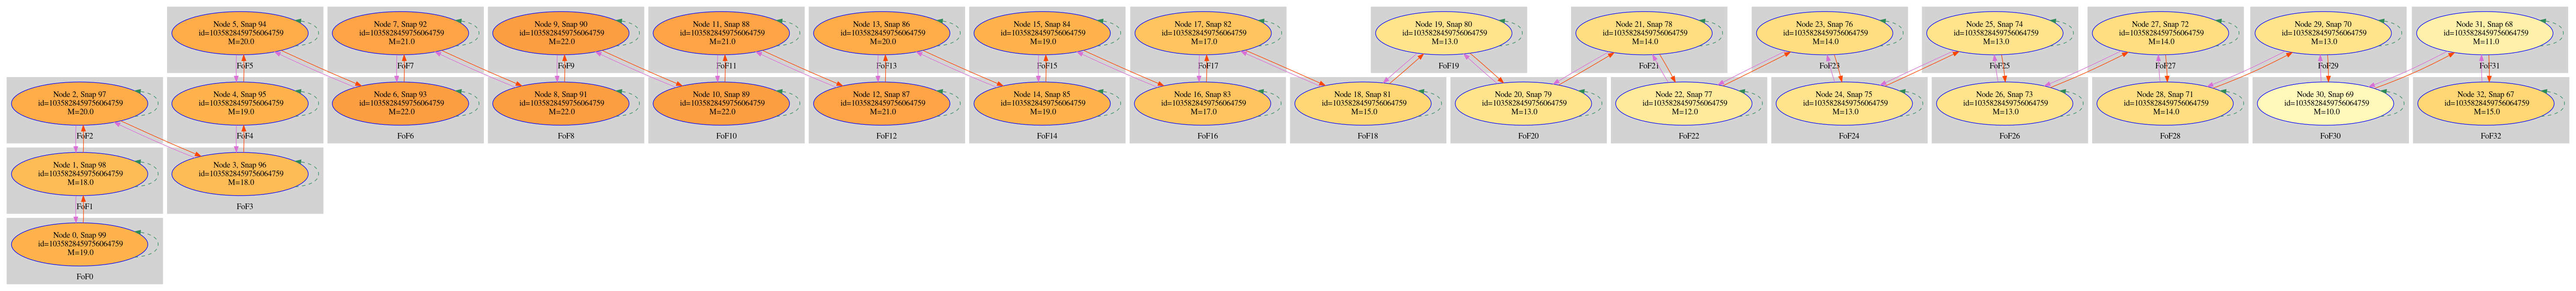 Node 5, Snap 94
id=1035828459756064759
M=20.0
FoF5
Node 7, Snap 92
id=1035828459756064759
M=21.0
FoF7
Node 9, Snap 90
id=1035828459756064759
M=22.0
FoF9
Node 11, Snap 88
id=1035828459756064759
M=21.0
FoF11
Node 13, Snap 86
id=1035828459756064759
M=20.0
FoF13
Node 15, Snap 84
id=1035828459756064759
M=19.0
FoF15
Node 17, Snap 82
id=1035828459756064759
M=17.0
FoF17
Node 19, Snap 80
id=1035828459756064759
M=13.0
FoF19
Node 21, Snap 78
id=1035828459756064759
M=14.0
FoF21
Node 23, Snap 76
id=1035828459756064759
M=14.0
FoF23
Node 25, Snap 74
id=1035828459756064759
M=13.0
FoF25
Node 27, Snap 72
id=1035828459756064759
M=14.0
FoF27
Node 29, Snap 70
id=1035828459756064759
M=13.0
FoF29
Node 31, Snap 68
id=1035828459756064759
M=11.0
FoF31
Node 2, Snap 97
id=1035828459756064759
M=20.0
FoF2
Node 4, Snap 95
id=1035828459756064759
M=19.0
FoF4
Node 6, Snap 93
id=1035828459756064759
M=22.0
FoF6
Node 8, Snap 91
id=1035828459756064759
M=22.0
FoF8
Node 10, Snap 89
id=1035828459756064759
M=22.0
FoF10
Node 12, Snap 87
id=1035828459756064759
M=21.0
FoF12
Node 14, Snap 85
id=1035828459756064759
M=19.0
FoF14
Node 16, Snap 83
id=1035828459756064759
M=17.0
FoF16
Node 18, Snap 81
id=1035828459756064759
M=15.0
FoF18
Node 20, Snap 79
id=1035828459756064759
M=13.0
FoF20
Node 22, Snap 77
id=1035828459756064759
M=12.0
FoF22
Node 24, Snap 75
id=1035828459756064759
M=13.0
FoF24
Node 26, Snap 73
id=1035828459756064759
M=13.0
FoF26
Node 28, Snap 71
id=1035828459756064759
M=14.0
FoF28
Node 30, Snap 69
id=1035828459756064759
M=10.0
FoF30
Node 32, Snap 67
id=1035828459756064759
M=15.0
FoF32
Node 1, Snap 98
id=1035828459756064759
M=18.0
FoF1
Node 3, Snap 96
id=1035828459756064759
M=18.0
FoF3
Node 0, Snap 99
id=1035828459756064759
M=19.0
FoF0